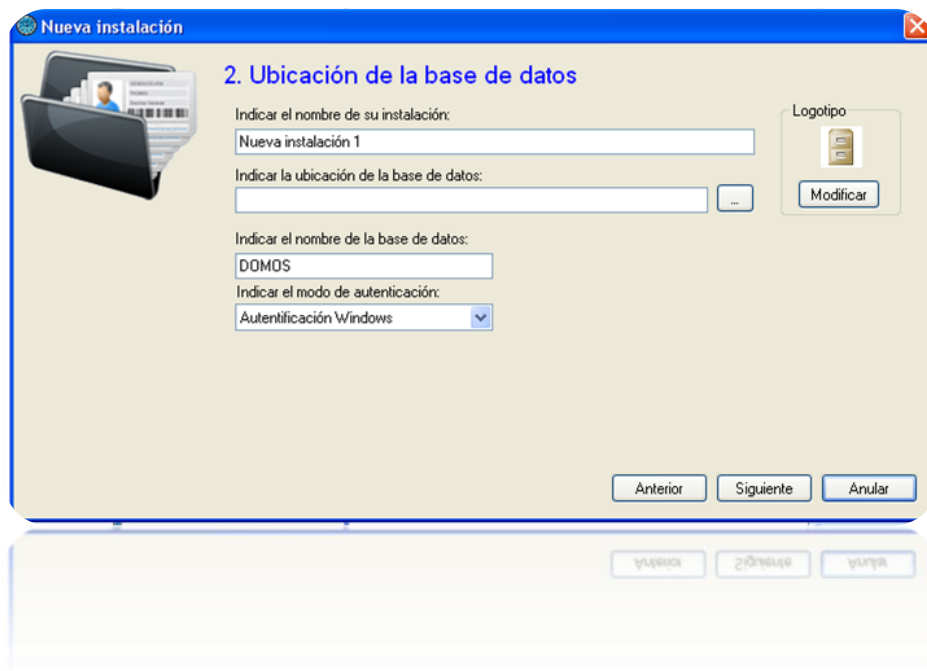 Nueva instalación
2. Ubicación de la base de datos
Indicar el nombre de su instalación:
Nueva instalación 1
Logotipo
Modificar
Indicar la ubicación de la base de datos:
...
Indicar el nombre de la base de datos:
DOMOS
Indicar el modo de autenticación:
Autentificación Windows
Anterior
Siguiente
Anular